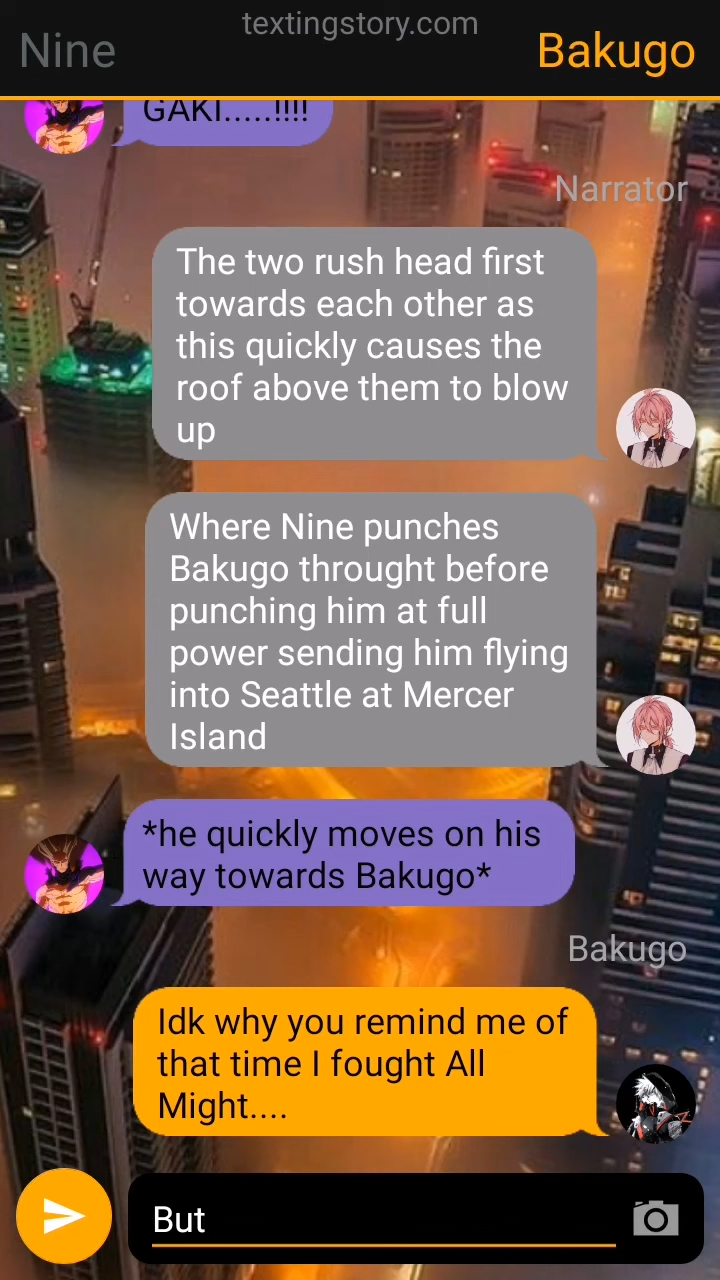 textingstory.com
Nine
Bakugo
GAKI.....!!!!
Narrator
The two rush head first
towards each other as
this quickly causes the
roof above them to blow
up
Where Nine punches
Bakugo throught before
punching him at full
power sending him flying
into Seattle at Mercer
Island
*he quickly moves on his
way towards Bakugo*
Bakugo
Idk why you remind me of
that time I fought All
Might....
But